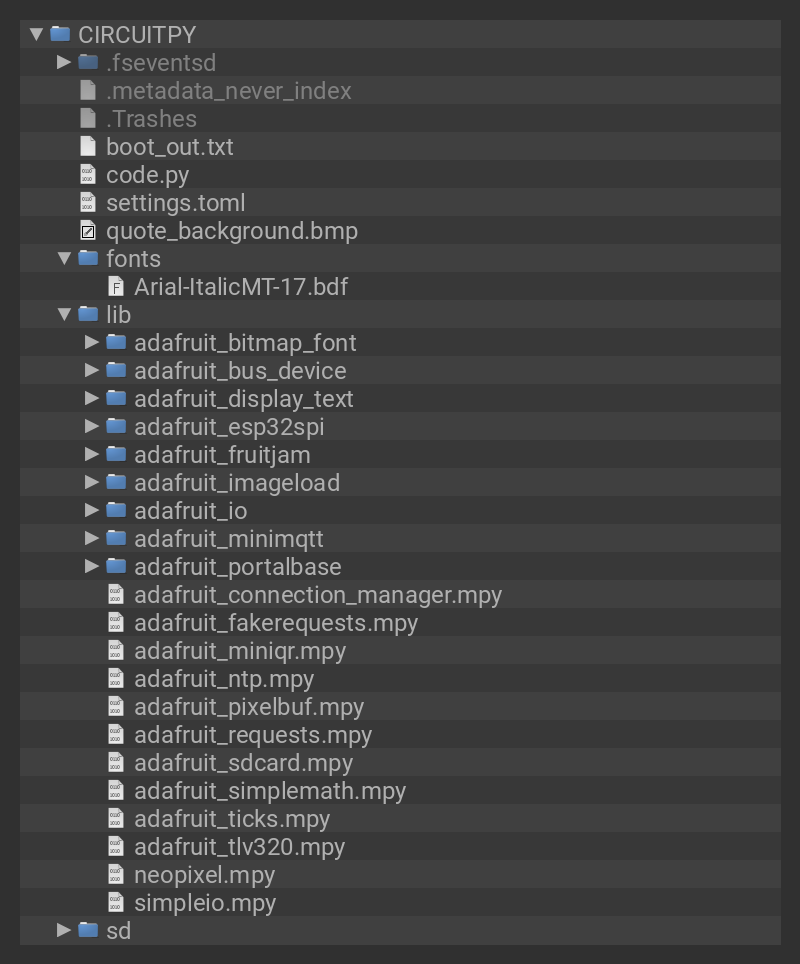 CIRCUITPY
.fseventsd
.metadata_never_index
.Trashes
boot_out.txt
code.py
settings.toml
quote_background.bmp
fonts
Arial-ItalicMT-17.bdf
lib
adafruit_bitmap_font
adafruit_bus_device
adafruit_display_text
adafruit_esp32spi
adafruit_fruitjam
adafruit_imageload
adafruit_io
adafruit_minimqtt
adafruit_portalbase
adafruit_connection_manager.mpy
adafruit_fakerequests.mpy
adafruit_miniqr.mpy
adafruit_ntp.mpy
adafruit_pixelbuf.mpy
adafruit_requests.mpy
adafruit_sdcard.mpy
adafruit_simplemath.mpy
adafruit_ticks.mpy
adafruit_tlv320.mpy
neopixel.mpy
simpleio.mpy
sd